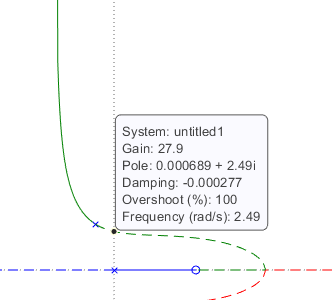 System: untitled1
Gain: 27.9
Pole: 0.000689 + 2.49i
Damping: -0.000277
Overshoot (%): 100
Frequency (rad/s): 2.49